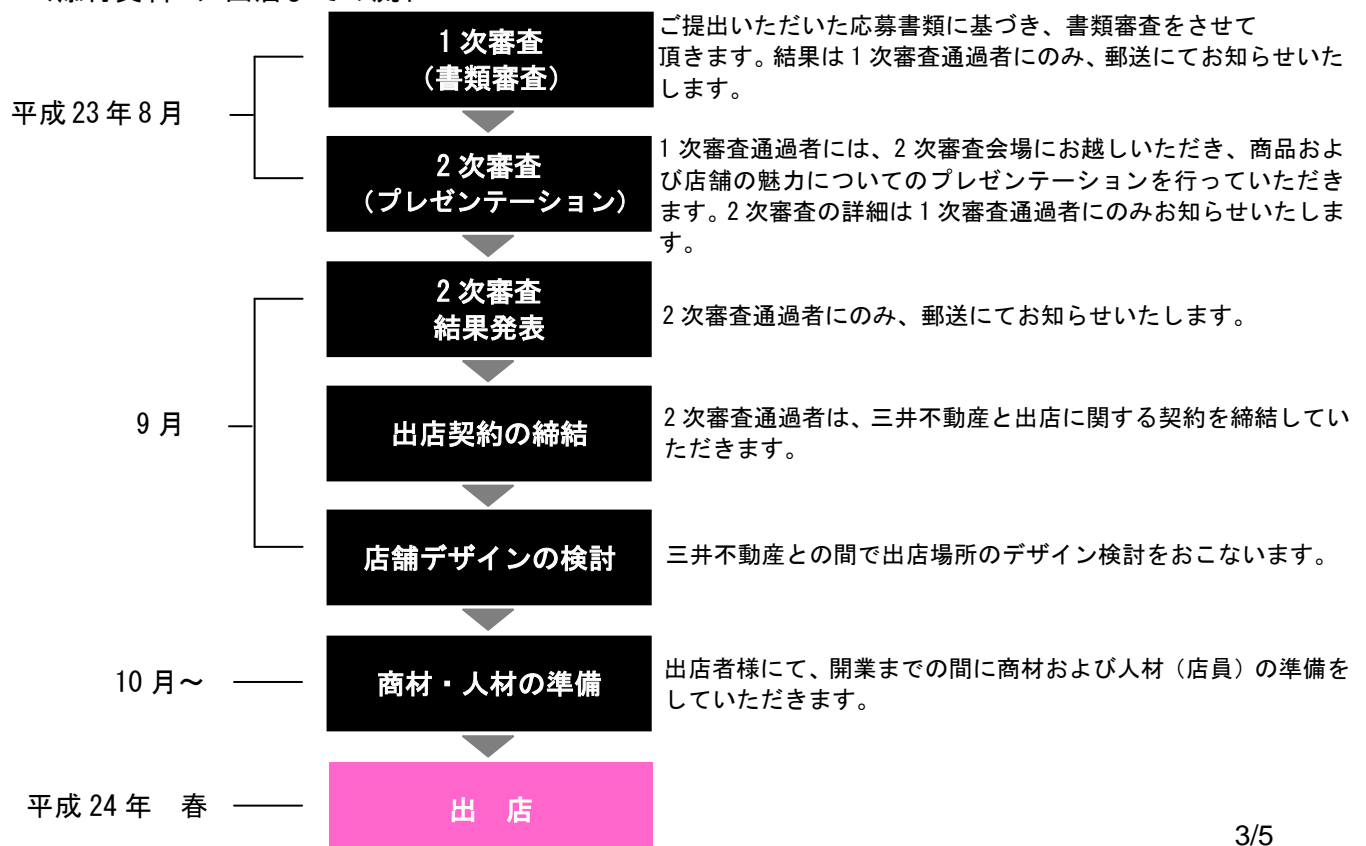 1次審査
（書類審査）
ご提出いただいた応募書類に基づき、書類審査をさせて
頂きます。結果は1次審査通過者にのみ、郵送にてお知らせいた
します。
平成23年8月
2次審査
（プレゼンテーション）
1次審査通過者には、2次審査会場にお越しいただき、商品およ
び店舗の魅力についてのプレゼンテーションを行っていただき
ます。2次審査の詳細は1次審査通過者にのみお知らせいたしま
す。
2次審査
結果発表
2次審査通過者にのみ、郵送にてお知らせいたします。
9月
出店契約の締結
2次審査通過者は、三井不動産と出店に関する契約を締結してい
ただきます。
店舗デザインの検討
三井不動産との間で出店場所のデザイン検討をおこないます。
10月～
商材・人材の準備
出店者様にて、開業までの間に商材および人材（店員）の準備を
していただきます。
平成24年　春
出　店
3/5